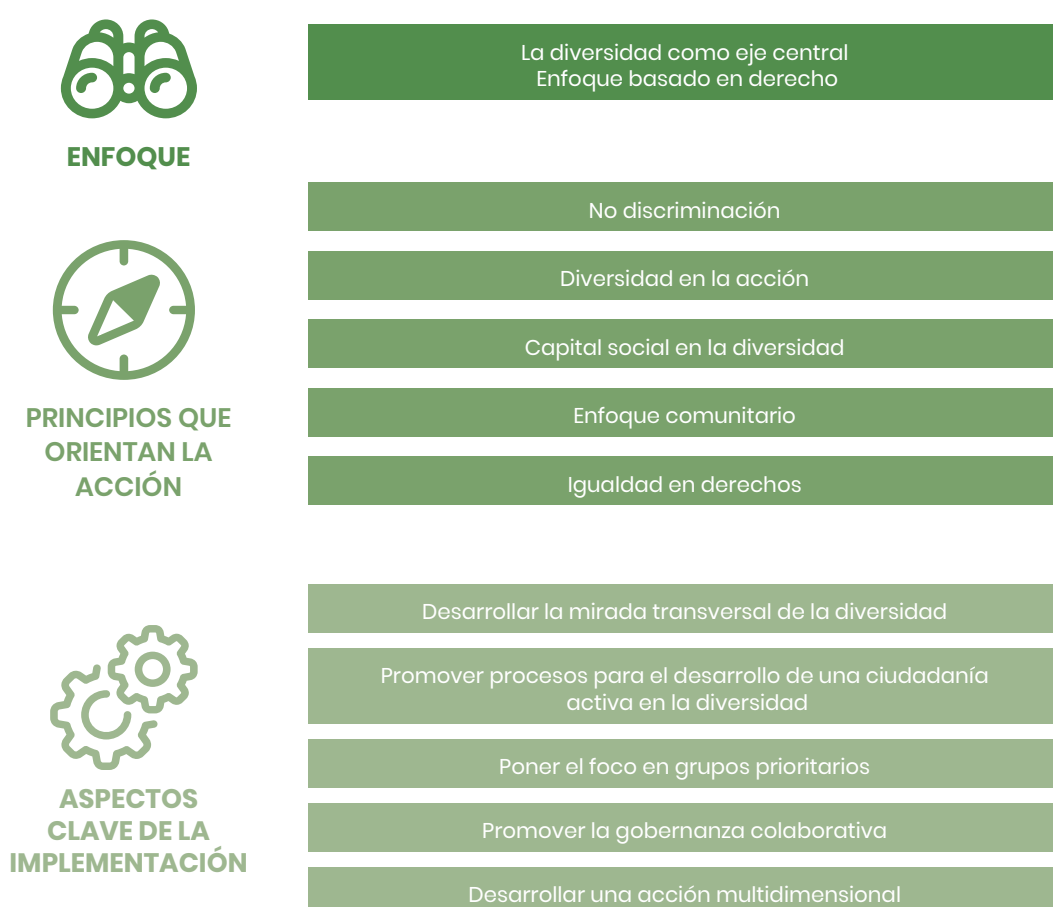 La diversidad como eje central
Enfoque basado en derecho
ENFOQUE
No discriminación
Diversidad en la acción
Capital social en la diversidad
Enfoque comunitario
Igualdad en derechos
PRINCIPIOS QUE
ORIENTAN LA
ACCIÓN
Desarrollar la mirada transversal de la diversidad
Promover procesos para el desarrollo de una ciudadanía
activa en la diversidad
Poner el foco en grupos prioritarios
Promover la gobernanza colaborativa
Desarrollar una acción multidimensional
ASPECTOS
CLAVE DE LA
IMPLEMENTACIÓN